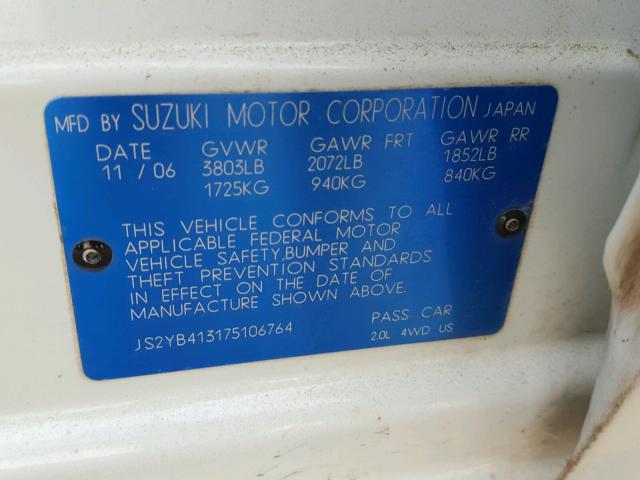 MFD BY SUZUKI MOTOR CORPORATION JAPAN
DATE GVWR GAWR FRT GAWR RR
11 / 06 3803LB 2072LB 1852LB
1725KG 940KG 840KG
THIS VEHICLE CONFORMS TO ALL
APPLICABLE FEDERAL MOTOR
VEHICLE SAFETY,BUMPER AND
THEFT PREVENTION STANDARDS
IN EFFECT ON THE DATE OF
MANUFACTURE SHOWN ABOVE.
JS2YB413175106764 PASS CAR
2.0L 4WD US